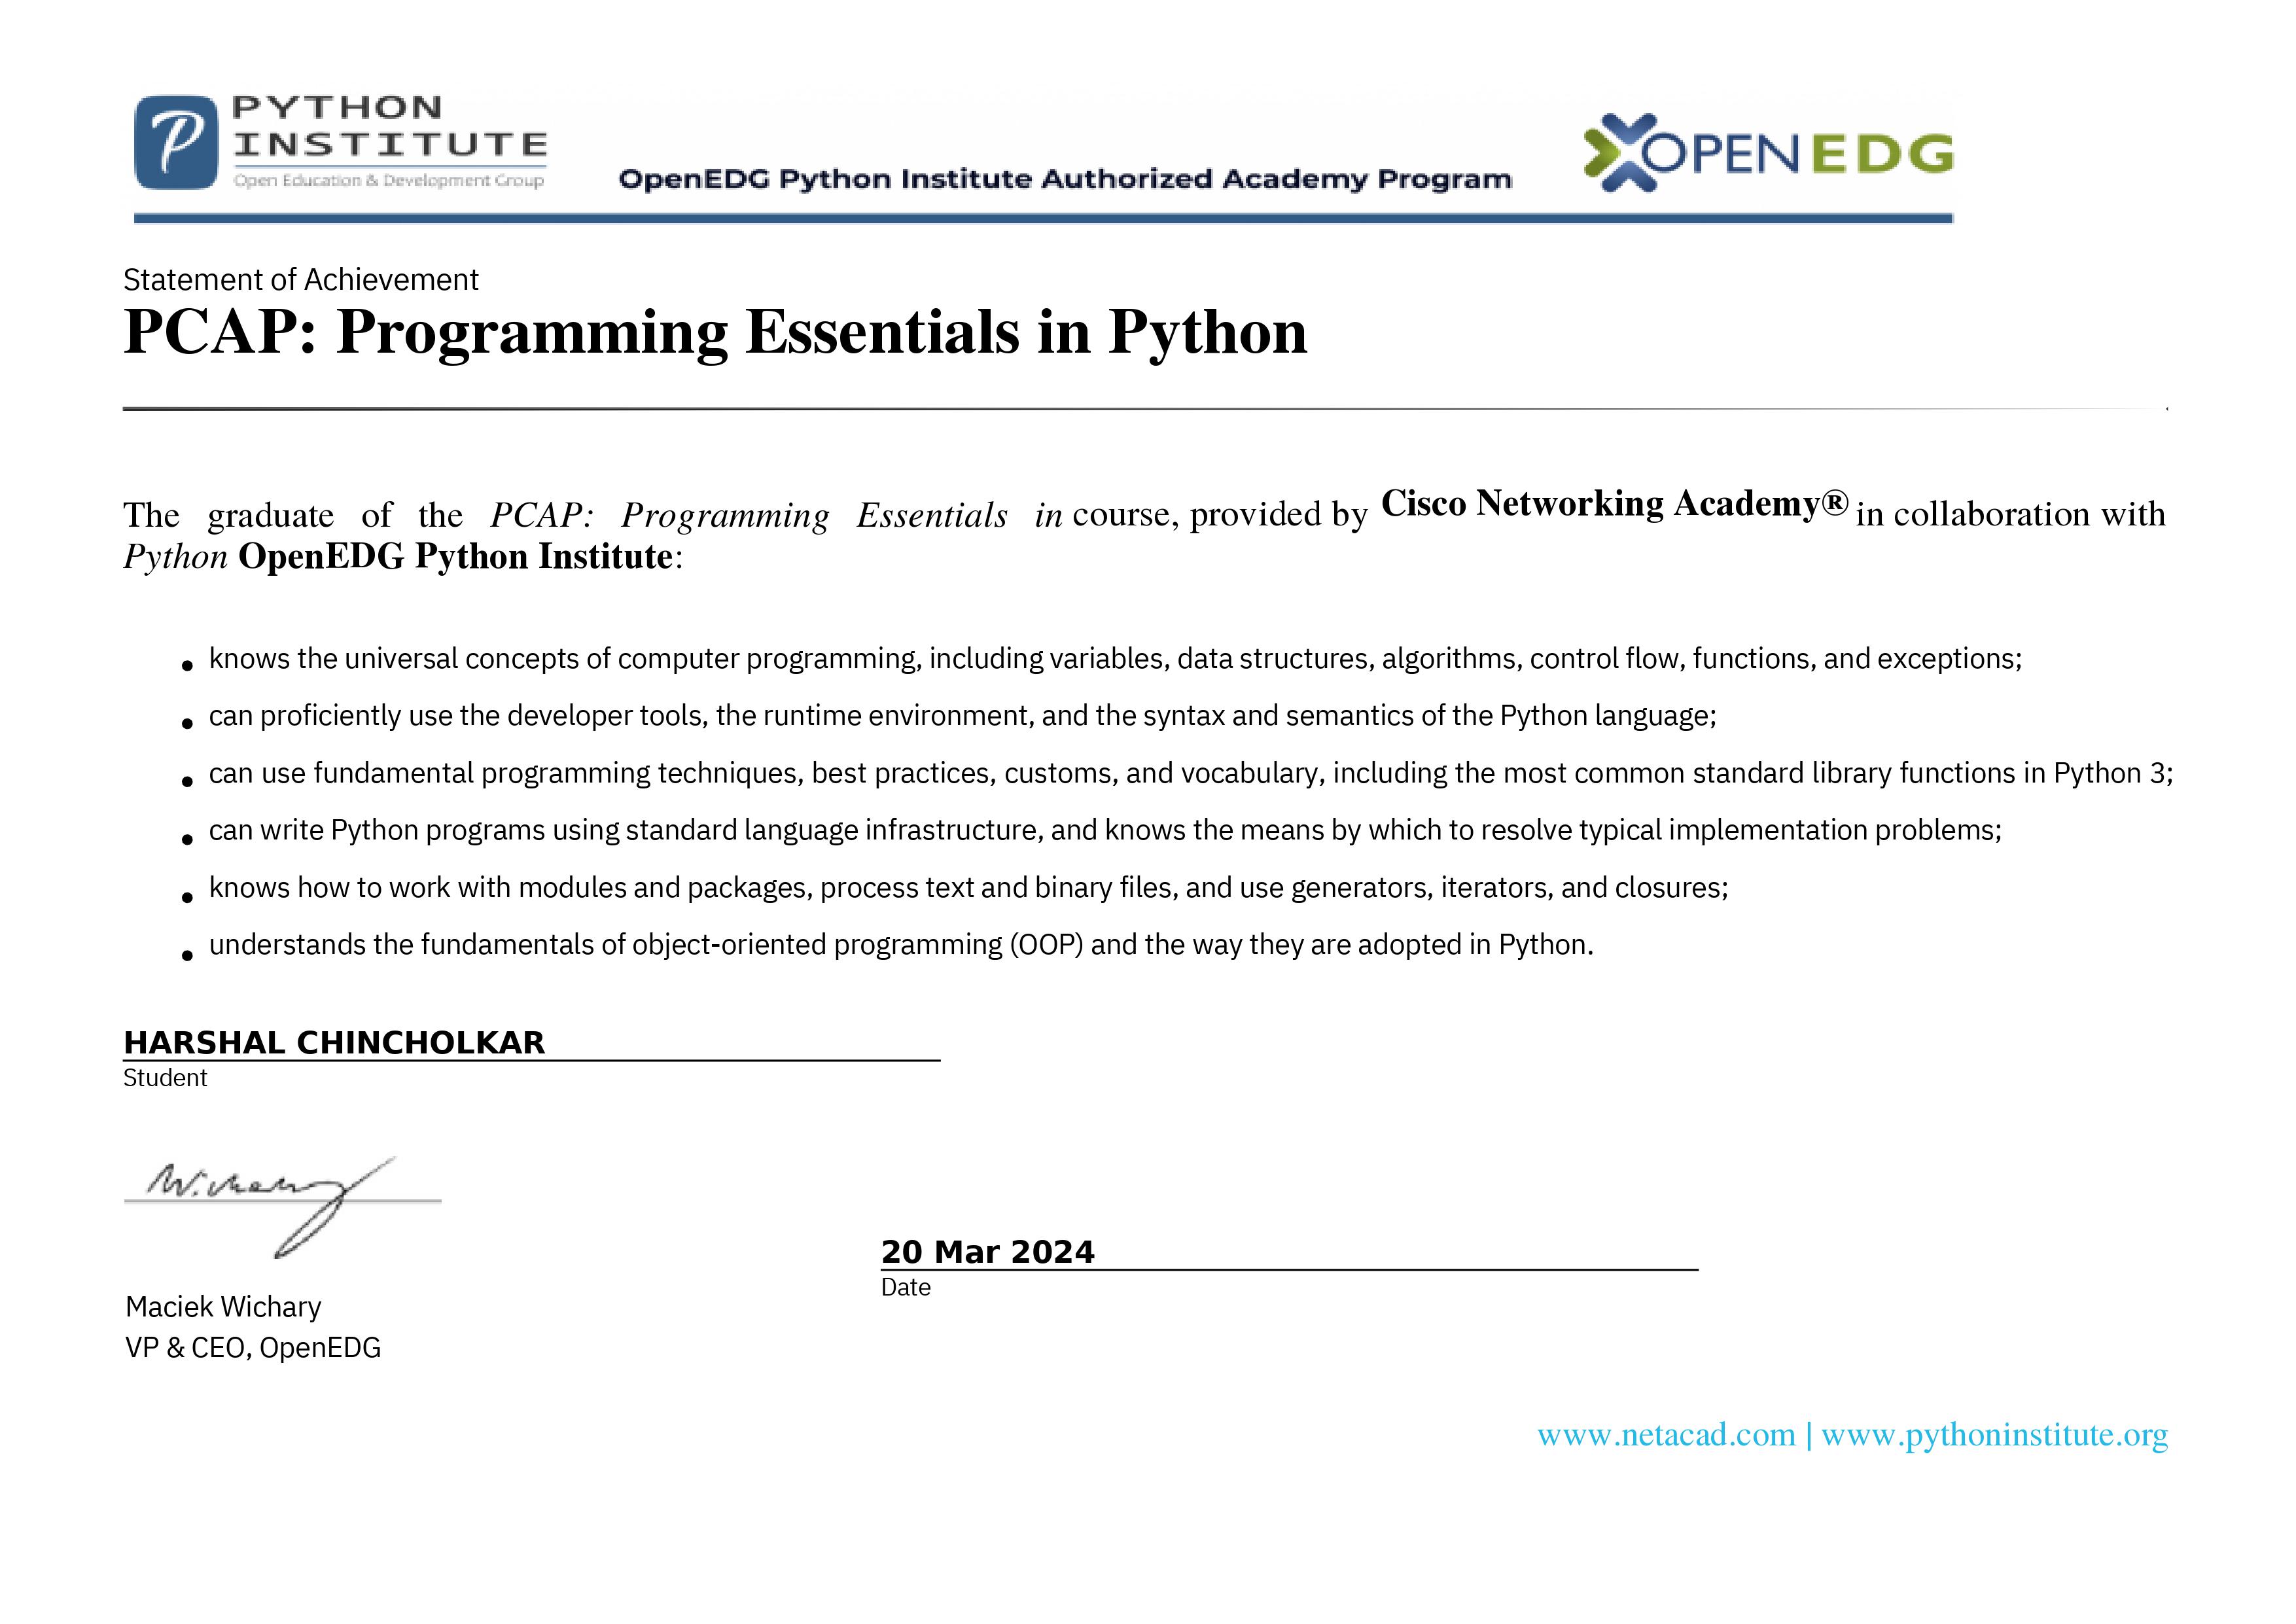 PYTHON
INSTITUTE
Open Education & Development Group
OpenEDG Python Institute Authorized Academy Program
OPENEDG
Statement of Achievement
PCAP: Programming Essentials in Python
The graduate of the PCAP: Programming Essentials in course, provided by Cisco Networking Academy® in collaboration with
Python OpenEDG Python Institute:
• knows the universal concepts of computer programming, including variables, data structures, algorithms, control flow, functions, and exceptions;
• can proficiently use the developer tools, the runtime environment, and the syntax and semantics of the Python language;
• can use fundamental programming techniques, best practices, customs, and vocabulary, including the most common standard library functions in Python 3;
• can write Python programs using standard language infrastructure, and knows the means by which to resolve typical implementation problems;
• knows how to work with modules and packages, process text and binary files, and use generators, iterators, and closures;
• understands the fundamentals of object-oriented programming (OOP) and the way they are adopted in Python.
HARSHAL CHINCHOLKAR
Student
W.chary
20 Mar 2024
Date
Maciek Wichary
VP & CEO, OpenEDG
www.netacad.com | www.pythoninstitute.org